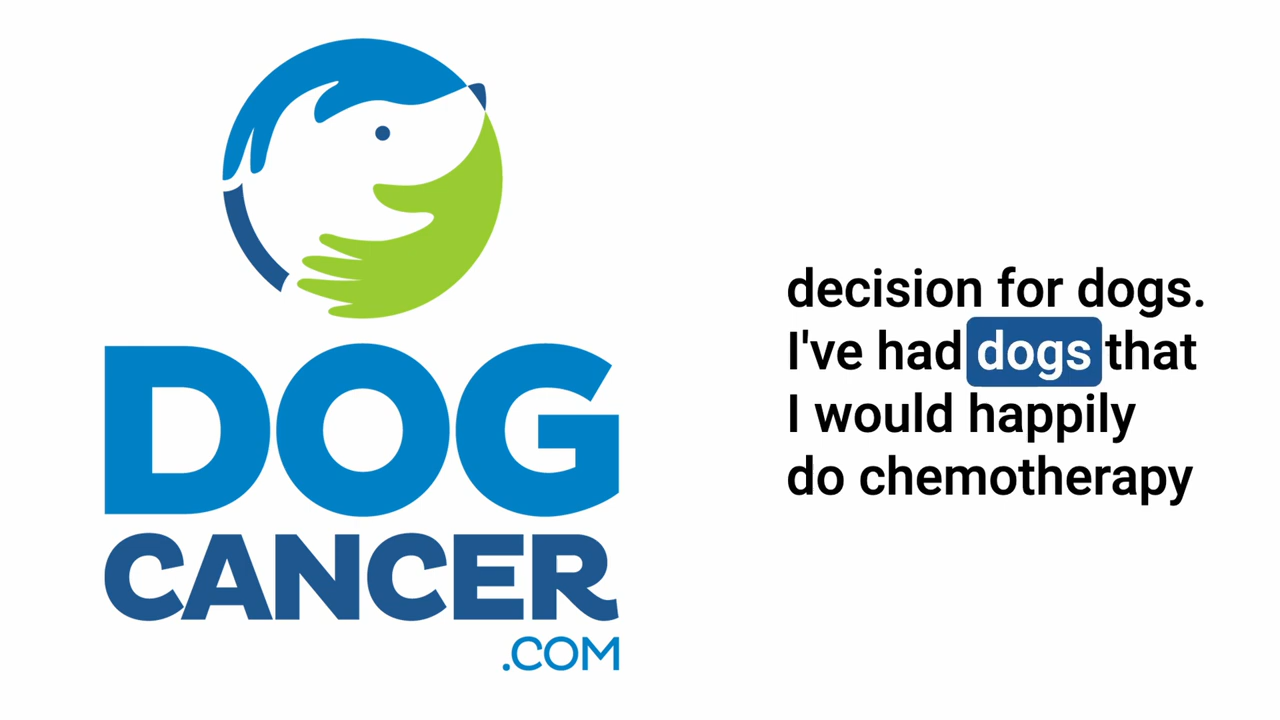 DOG
CANCER
.COM
decision for dogs.
I've had dogs that
I would happily
do chemotherapy